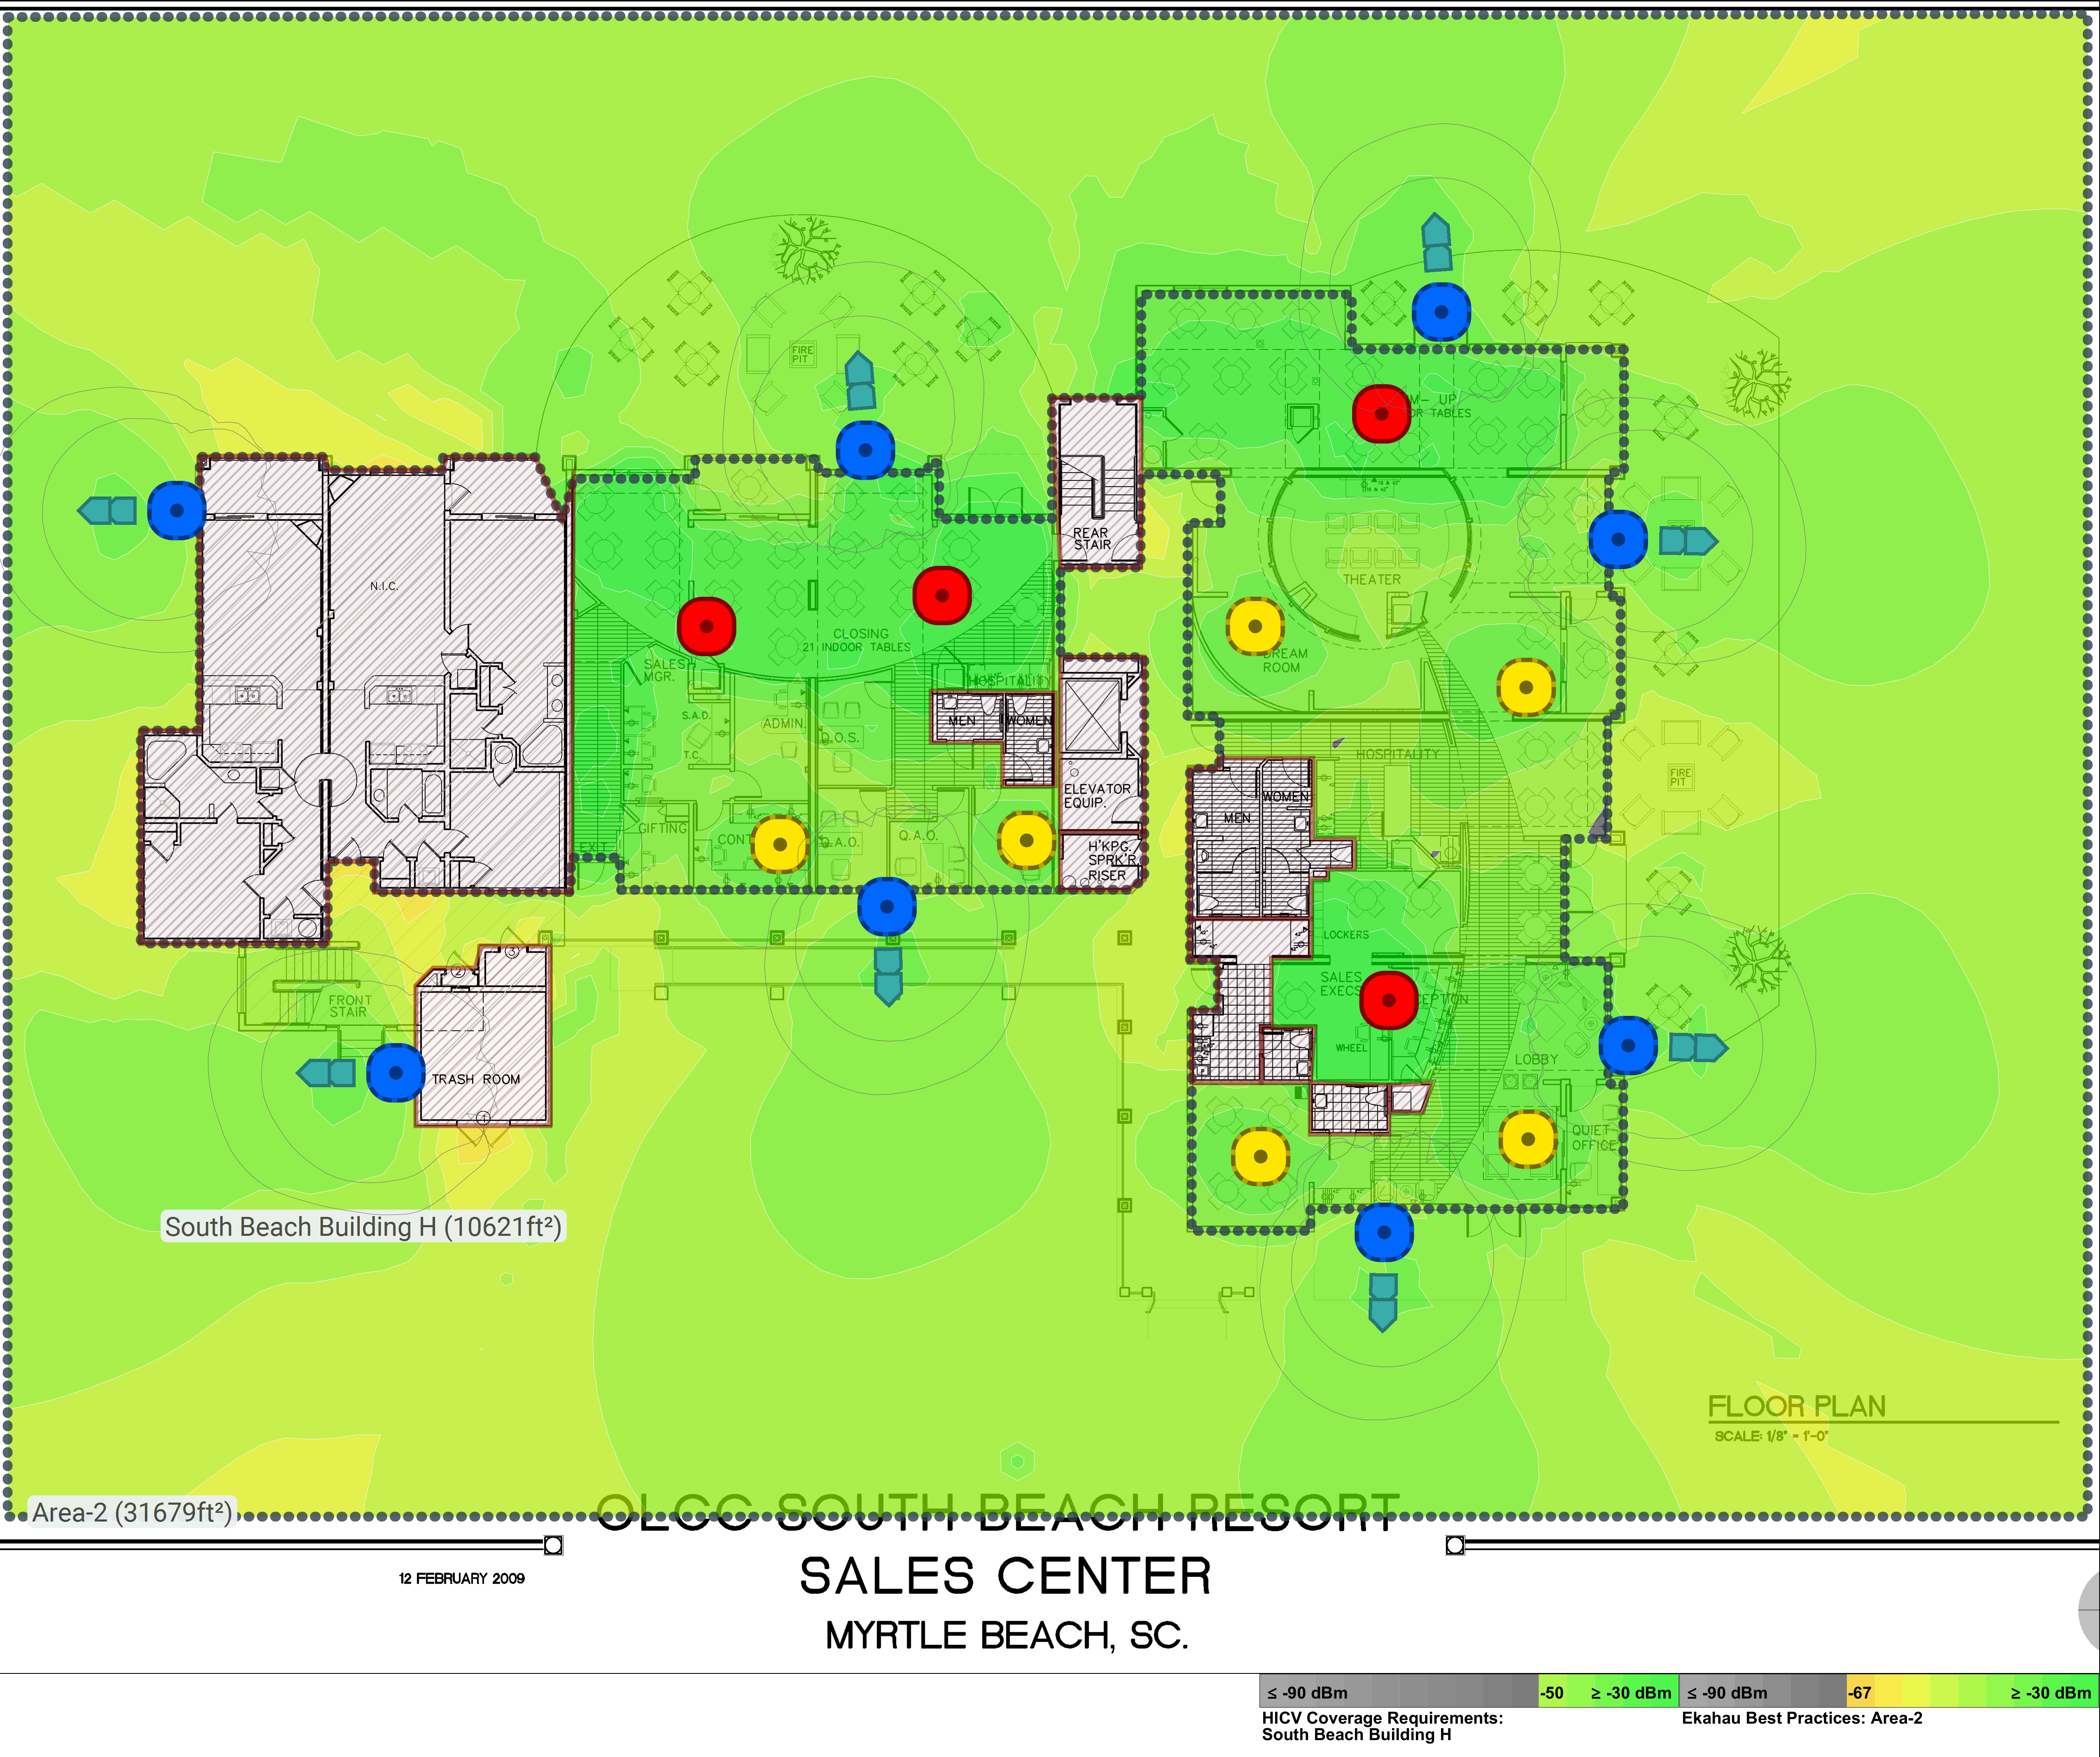 FIRE
PIT
M- UP
OR TABLES
REAR
STAIR
N.I.C.
THEATER
CLOSING
21 INDOOR TABLES
DREAM
ROOM
SALES
MGR.
HOSPITALITY
S.A.D.
ADMIN.
MEN
WOMEN
Q.O.S.
T.C.
HOSPITALITY
FIRE
PIT
ELEVATOR
EQUIP.
WOMEN
MEN
GIFTING
CONT
Q.A.O.
EXIT
H'KPG.
SPRK'R
RISER
LOCKERS
SALES
EXECS
CEPTION
FRONT
STAIR
WHEEL
LOBBY
TRASH ROOM
QUIET
OFFICE
South Beach Building H (10621ft²)
FLOOR PLAN
SCALE: 1/8" = 1'-0"
Area-2 (31679ft²)
OLCC SOUTH BEACH RESORT
SALES CENTER
12 FEBRUARY 2009
MYRTLE BEACH, SC.
≤ -90 dBm -50 ≥ -30 dBm ≤ -90 dBm -67 ≥ -30 dBm
HICV Coverage Requirements:
South Beach Building H
Ekahau Best Practices: Area-2